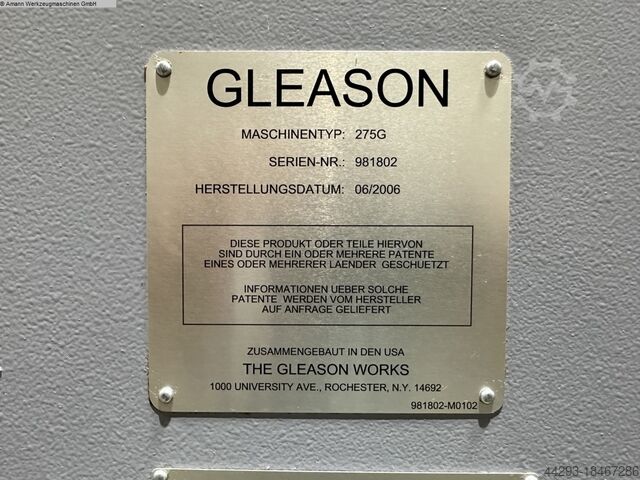 © Amann Werkzeugmaschinen GmbH
GLEASON
MASCHINENTYP: 275G
SERIEN-NR.: 981802
HERSTELLUNGSDATUM: 06/2006
DIESE PRODUKT ODER TEILE HIERVON
SIND DURCH EIN ODER MEHRERE PATENTE
EINES ODER MEHRERER LAENDER GESCHUETZT
INFORMATIONEN UEBER SOLCHE
PATENTE WERDEN VOM HERSTELLER
AUF ANFRAGE GELIEFERT
ZUSAMMENGEBAUT IN DEN USA
THE GLEASON WORKS
1000 UNIVERSITY AVE., ROCHESTER, N.Y. 14692
981802-M0102
44293-18467286